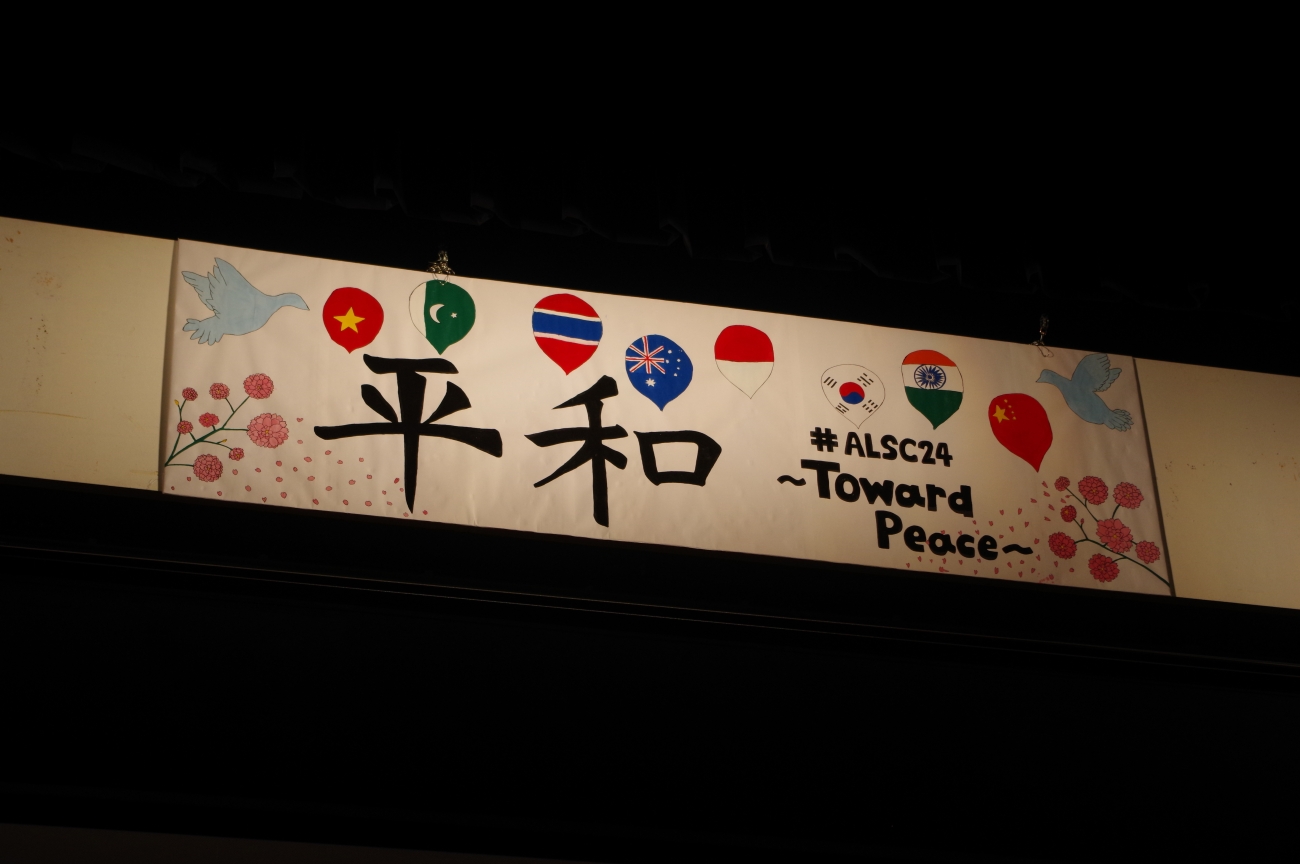 平和
#ALSC24
~Toward
Peace~